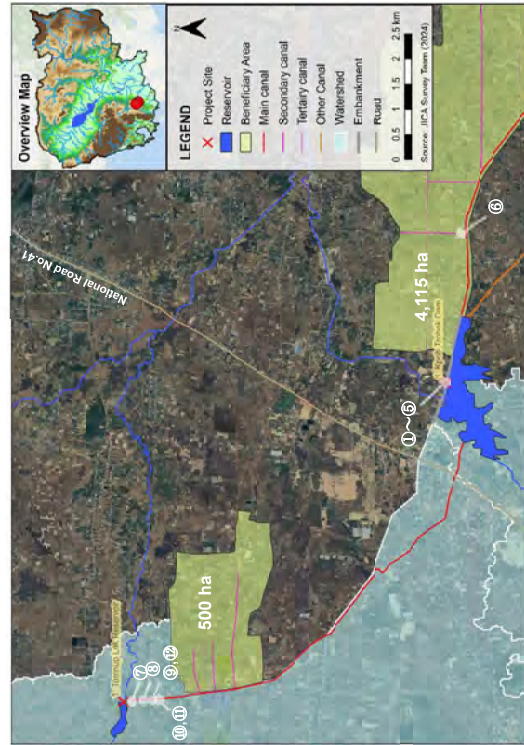 Overview Map
LEGEND
Project Site
Reservoir
Beneficiary Area
Main canal
Secondary canal
Tertairy canal
Other Canal
Watershed
Embankment
Road
0 0.5 1 1.5 2 2.5 km
Source: JICA Survey Team (2024)
National Road No.41
4,115 ha
⑥
①～⑤
500 ha
⑦
⑧
⑨,⑫
⑩,⑪